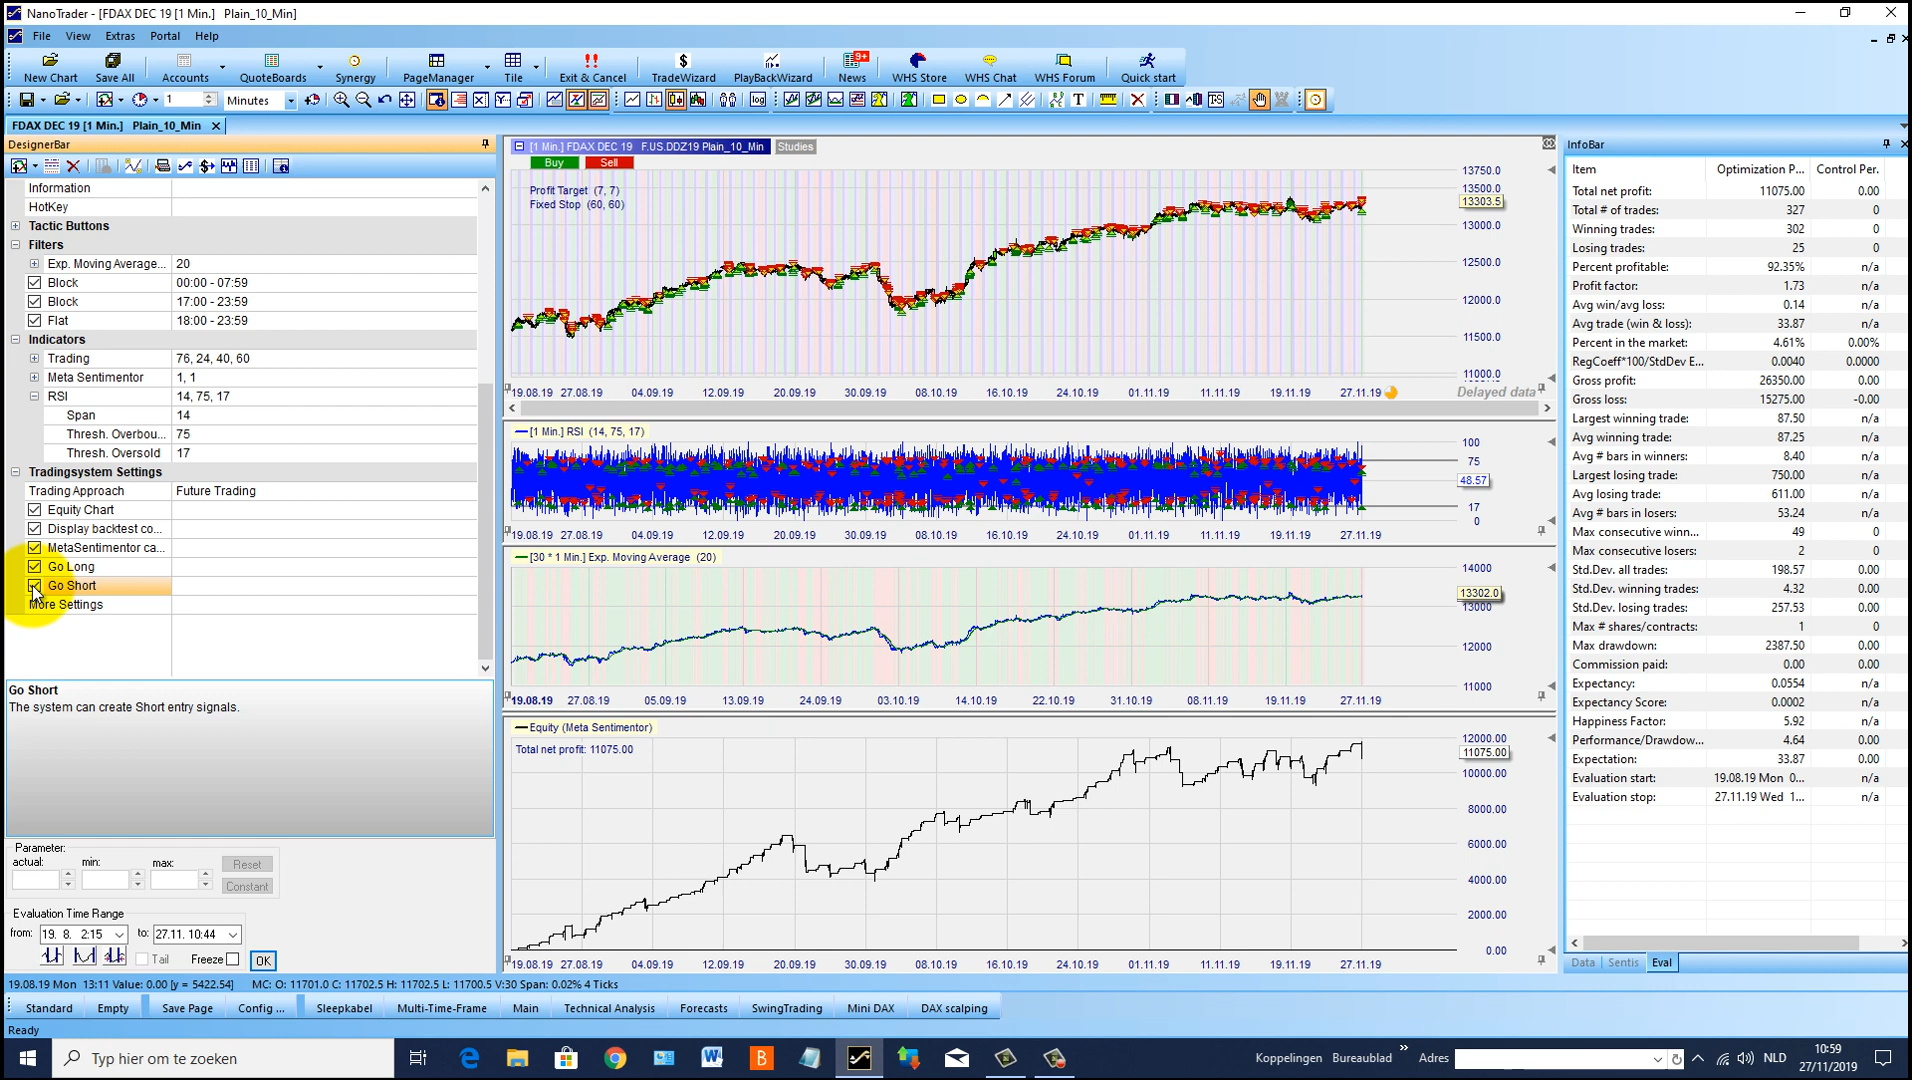 NanoTrader - [FDAX DEC 19 [1 Min.]   Plain_10_Min]
File View Extras Portal Help
New Chart Save All Accounts QuoteBoards Synergy PageManager Tile Exit & Cancel TradeWizard PlayBackWizard News 9+ WHS Store WHS Chat WHS Forum Quick start
1 Minutes
FDAX DEC 19 [1 Min.]   Plain_10_Min
DesignerBar
Information
HotKey
Tactic Buttons
Filters
Exp. Moving Average... 20
Block 00:00 - 07:59
Block 17:00 - 23:59
Flat 18:00 - 23:59
Indicators
Trading 76, 24, 40, 60
Meta Sentimentor 1, 1
RSI 14, 75, 17
Span 14
Thresh. Overbou... 75
Thresh. Oversold 17
Tradingsystem Settings
Trading Approach Future Trading
Equity Chart
Display backtest co...
MetaSentimentor ca...
Go Long
Go Short
More Settings
Go Short
The system can create Short entry signals.
Parameter:
actual: min: max: Reset
Constant
Evaluation Time Range
from: 19. 8. 2:15 to: 27.11. 10:44
Tail Freeze OK
[1 Min.] FDAX DEC 19 F.US.DDZ19 Plain_10_Min Studies
Buy Sell
Profit Target (7, 7)
Fixed Stop (60, 60)
13750.0
13500.0
13303.5
13000.0
12500.0
12000.0
11500.0
11000.0
19.08.19 27.08.19 04.09.19 12.09.19 20.09.19 30.09.19 08.10.19 16.10.19 24.10.19 01.11.19 11.11.19 19.11.19 27.11.19 Delayed data
[1 Min.] RSI (14, 75, 17)
100
75
48.57
17
0
19.08.19 27.08.19 04.09.19 12.09.19 20.09.19 30.09.19 08.10.19 16.10.19 24.10.19 01.11.19 11.11.19 19.11.19 27.11.19
[30 * 1 Min.] Exp. Moving Average (20)
14000
13302.0
13000
12000
11000
19.08.19 27.08.19 05.09.19 13.09.19 24.09.19 03.10.19 14.10.19 22.10.19 31.10.19 08.11.19 19.11.19 27.11.19
Equity (Meta Sentimentor)
Total net profit: 11075.00
12000.00
11075.00
10000.00
8000.00
6000.00
4000.00
2000.00
0.00
19.08.19 27.08.19 04.09.19 12.09.19 20.09.19 30.09.19 08.10.19 16.10.19 24.10.19 01.11.19 11.11.19 19.11.19 27.11.19
InfoBar
Item Optimization P... Control Per.
Total net profit: 11075.00 0.00
Total # of trades: 327 0
Winning trades: 302 0
Losing trades: 25 0
Percent profitable: 92.35% n/a
Profit factor: 1.73 n/a
Avg win/avg loss: 0.14 n/a
Avg trade (win & loss): 33.87 n/a
Percent in the market: 4.61% 0.00%
RegCoeff*100/StdDev E... 0.0040 0.0000
Gross profit: 26350.00 0.00
Gross loss: 15275.00 -0.00
Largest winning trade: 87.50 n/a
Avg winning trade: 87.25 n/a
Avg # bars in winners: 8.40 n/a
Largest losing trade: 750.00 n/a
Avg losing trade: 611.00 n/a
Avg # bars in losers: 53.24 n/a
Max consecutive winn... 49 0
Max consecutive losers: 2 0
Std.Dev. all trades: 198.57 n/a
Std.Dev. winning trades: 4.32 n/a
Std.Dev. losing trades: 257.53 n/a
Max # shares/contracts: 1 n/a
Max drawdown: 2387.50 0.00
Commission paid: 0.00 0.00
Expectancy: 0.0554 n/a
Expectancy Score: 0.0002 n/a
Happiness Factor: 5.92 n/a
Performance/Drawdow... 4.64 0.00
Expectation: 33.87 0.00
Evaluation start: 19.08.19 Mon 0... n/a
Evaluation stop: 27.11.19 Wed 1... n/a
Data Sentis Eval
19.08.19 Mon 13:11 Value: 0.00 [y = 5422.54] MC: O: 11701.0 C: 11702.5 H: 11702.5 L: 11700.5 V:30 Span: 0.02% 4 Ticks
Standard Empty Save Page Config ... Sleepkabel Multi-Time-Frame Main Technical Analysis Forecasts SwingTrading Mini DAX DAX scalping
Ready
Typ hier om te zoeken Koppelingen Bureaublad » Adres NLD 10:59
27/11/2019